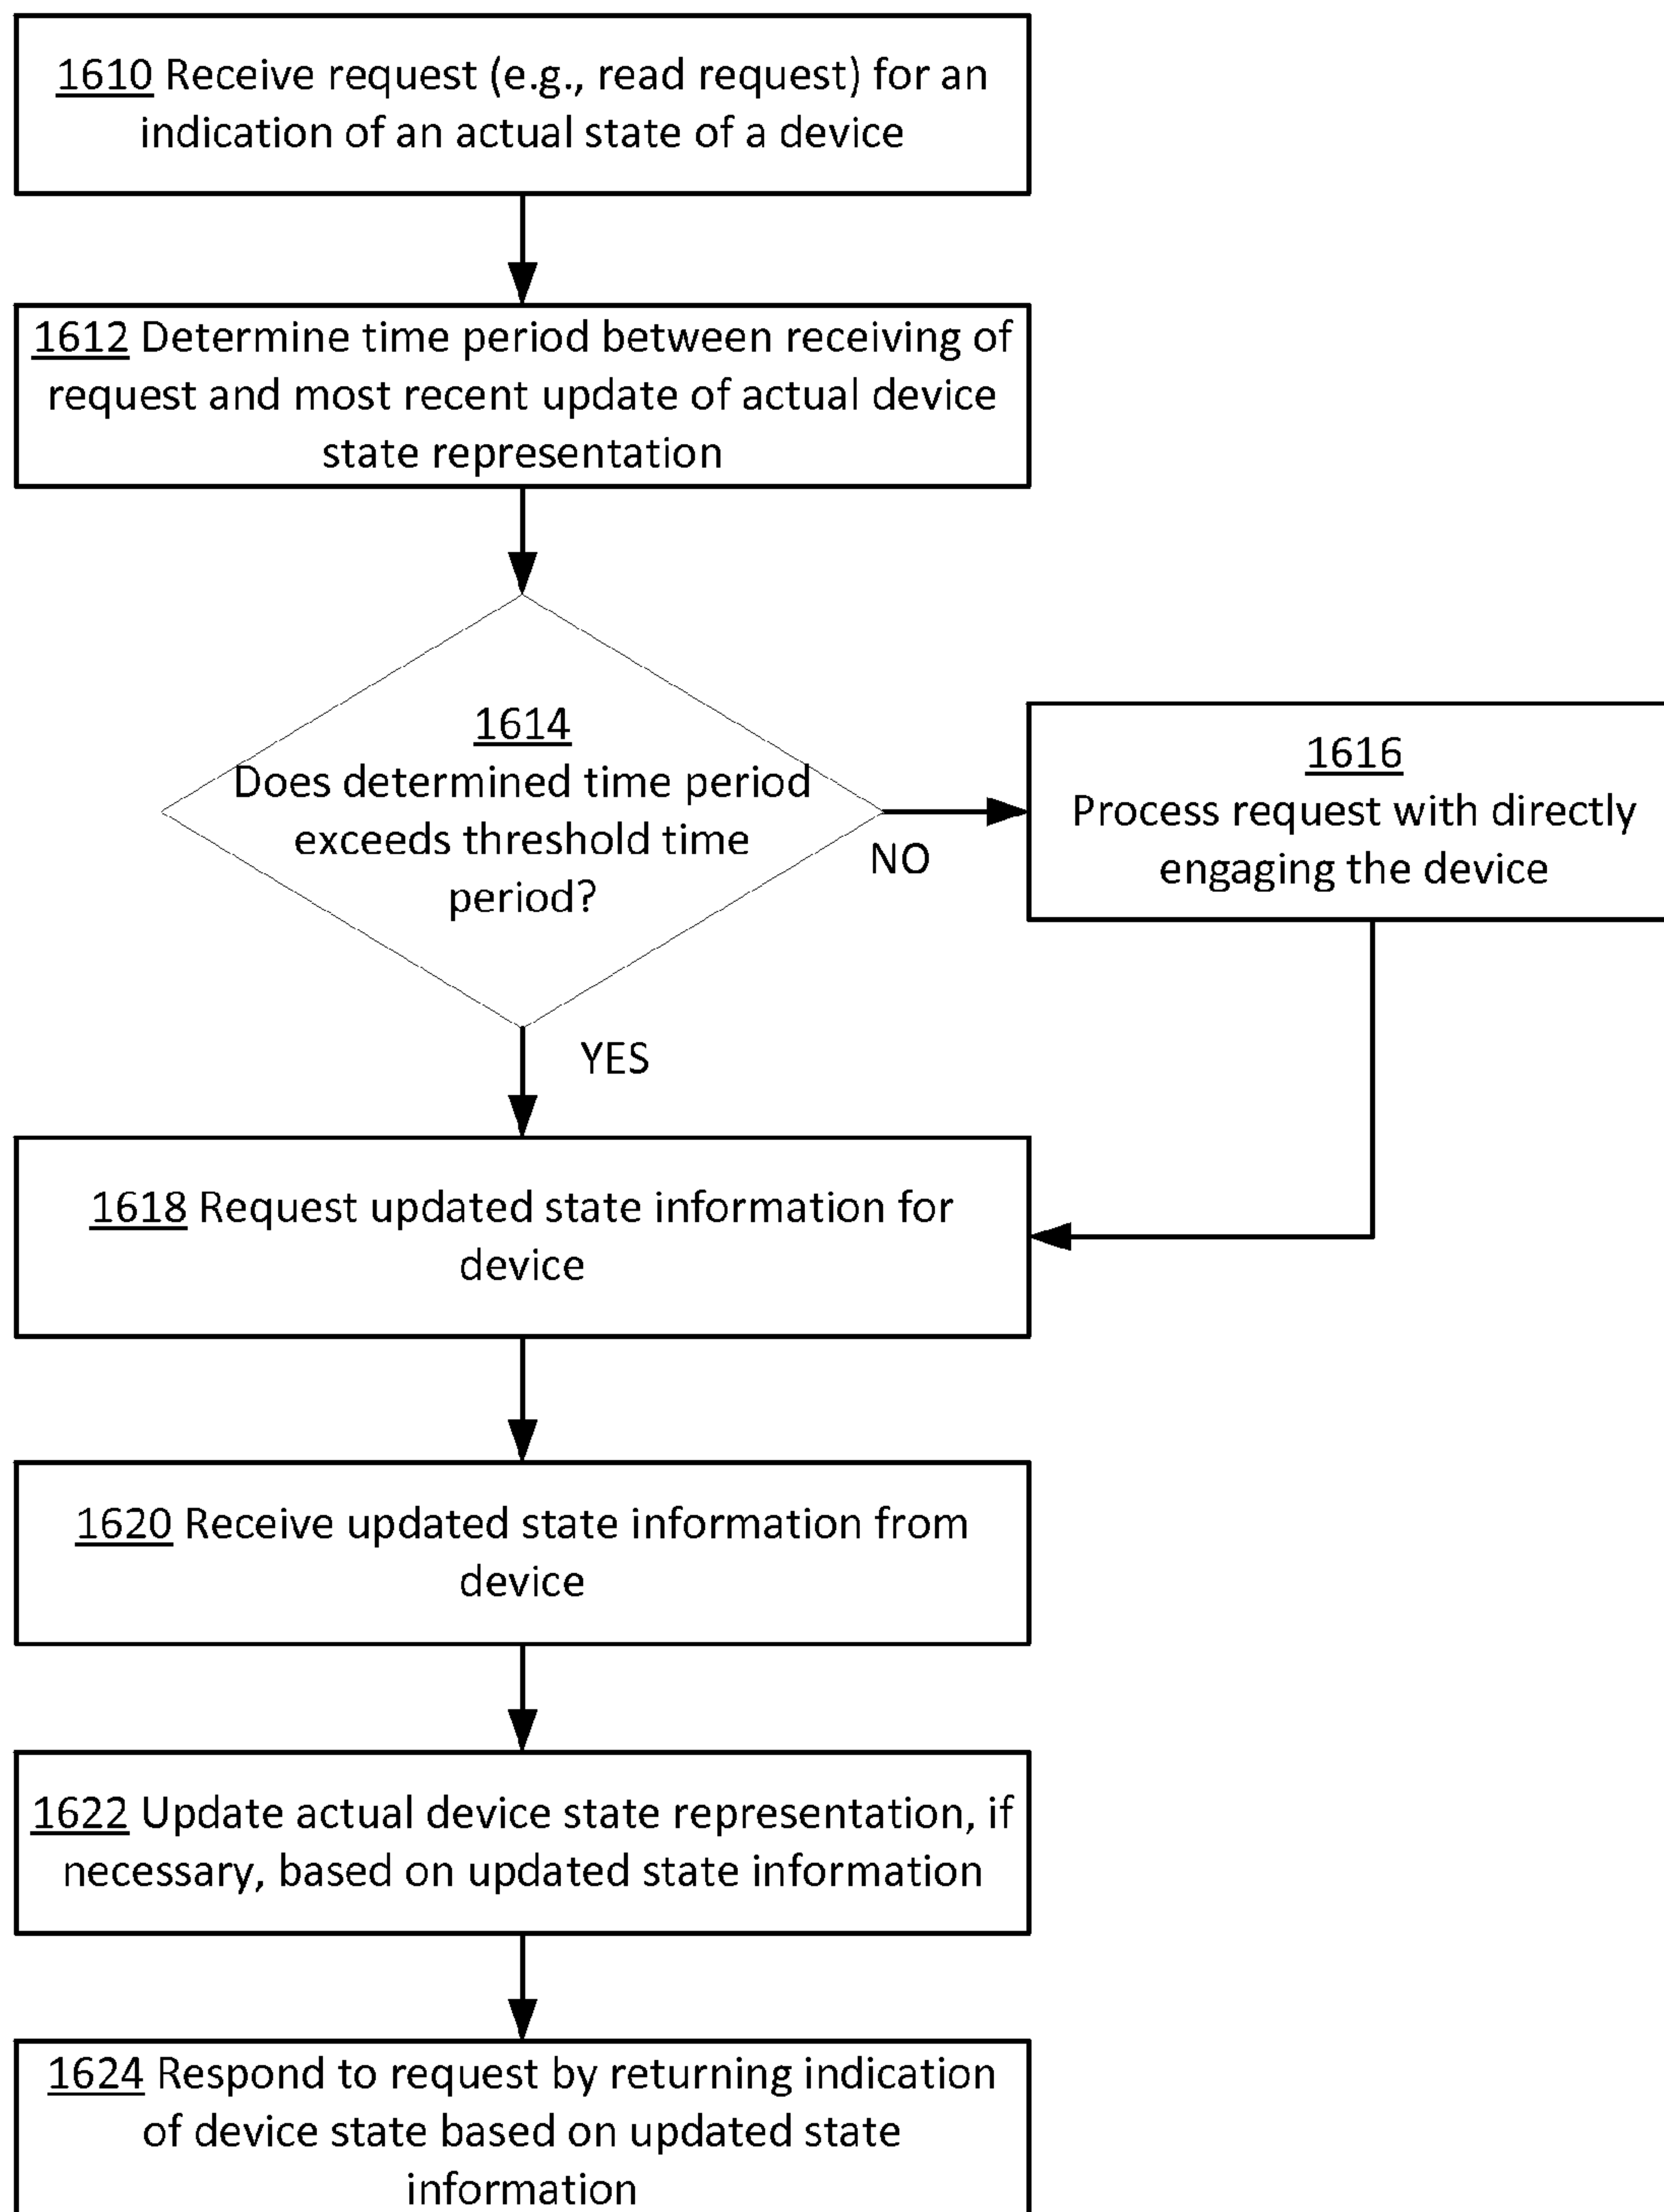 1610 Receive request (e.g., read request) for an
indication of an actual state of a device
1612 Determine time period between receiving of
request and most recent update of actual device
state representation
1614
Does determined time period
exceeds threshold time
period?
NO
1616
Process request with directly
engaging the device
YES
1618 Request updated state information for
device
1620 Receive updated state information from
device
1622 Update actual device state representation, if
necessary, based on updated state information
1624 Respond to request by returning indication
of device state based on updated state
information